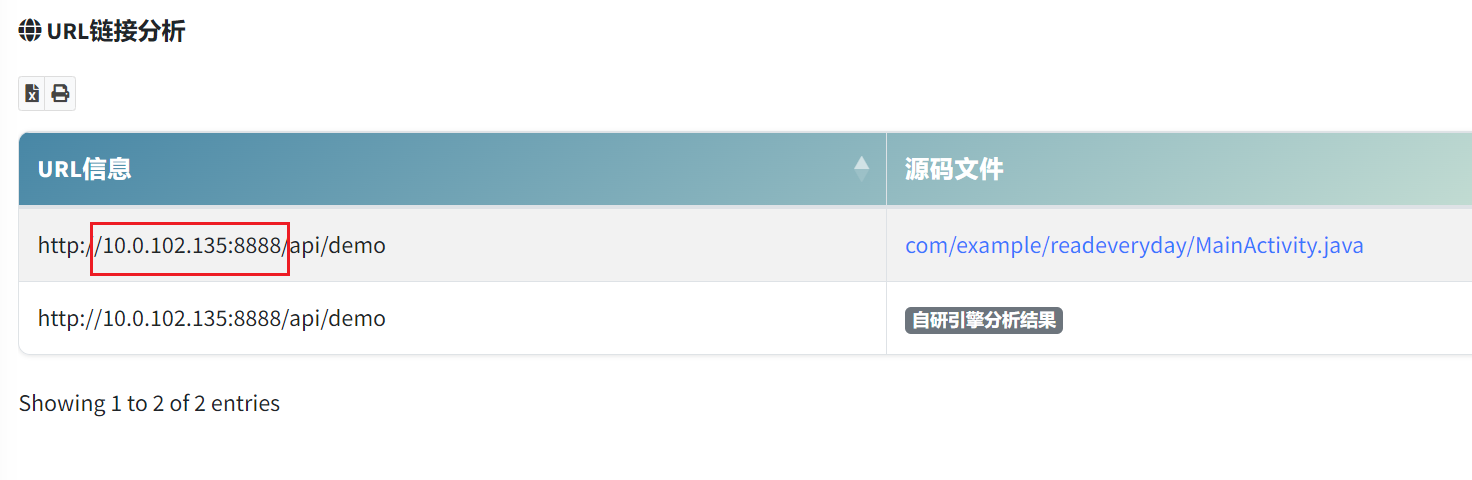 URL链接分析
URL信息 源码文件
http://10.0.102.135:8888/api/demo com/example/readeveryday/MainActivity.java
http://10.0.102.135:8888/api/demo 自研引擎分析结果
Showing 1 to 2 of 2 entries